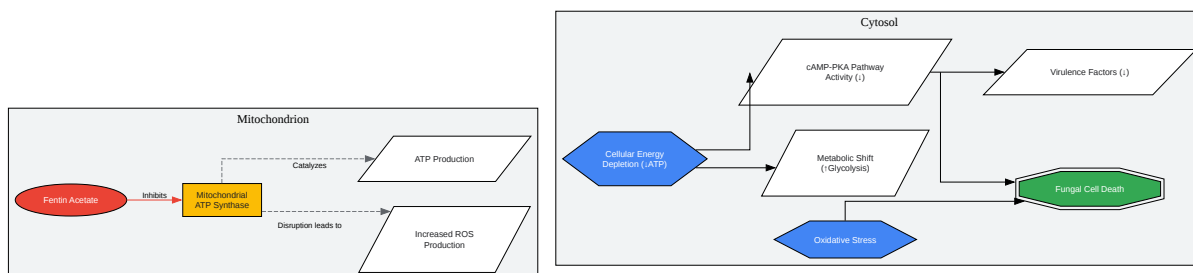 Mitochondrion
Fentin Acetate
Inhibits
Mitochondrial
ATP Synthase
Catalyzes
ATP Production
Disruption leads to
Increased ROS
Production
Cytosol
cAMP-PKA Pathway
Activity (↓)
Virulence Factors (↓)
Cellular Energy
Depletion (↓ATP)
Metabolic Shift
(↑Glycolysis)
Fungal Cell Death
Oxidative Stress